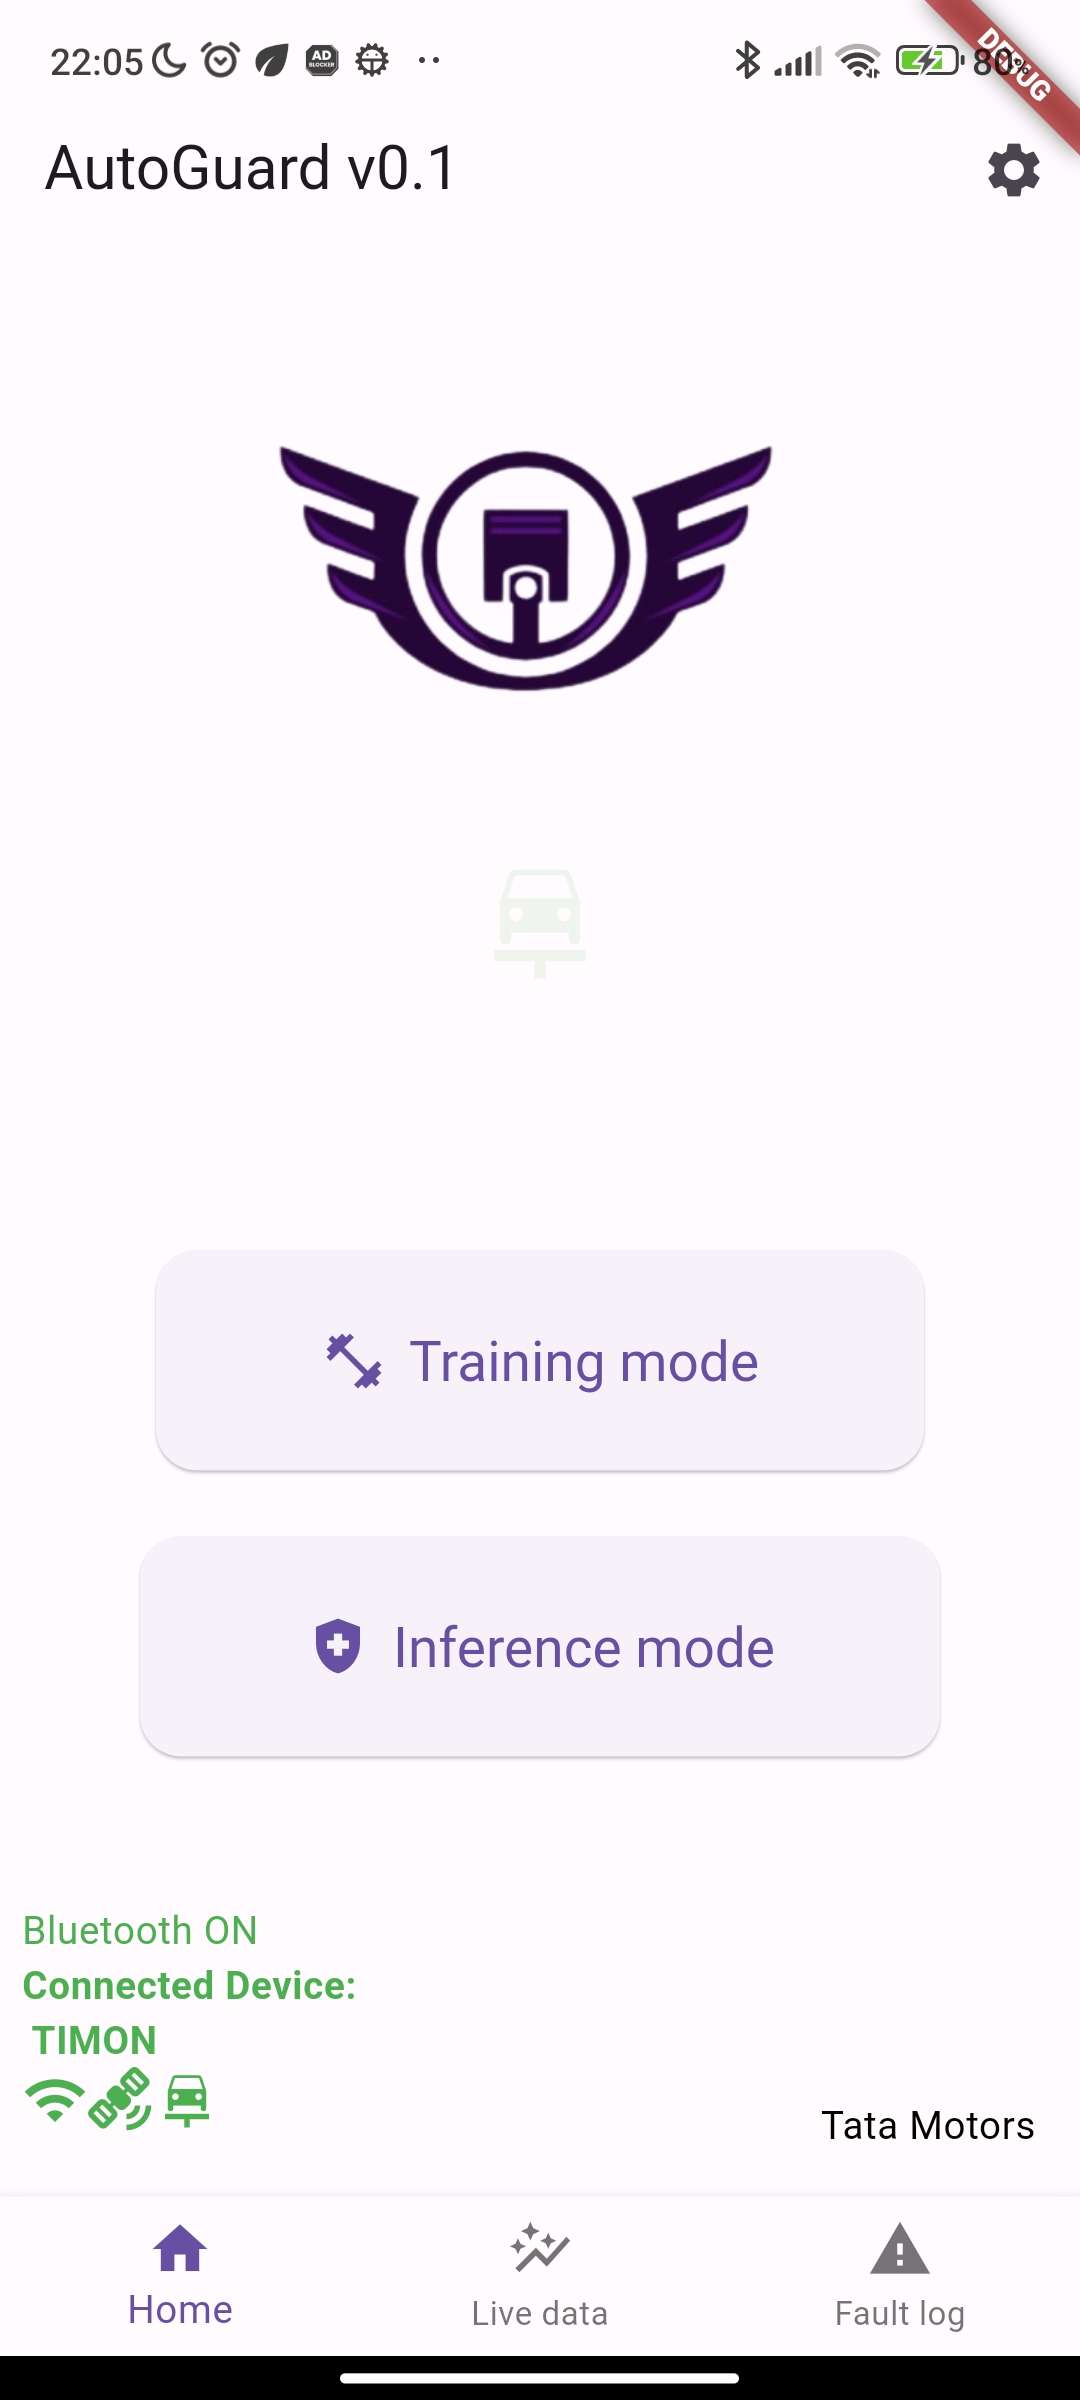 22:05
AD
BLOCKER
80%
DEBUG
AutoGuard v0.1
Training mode
Inference mode
Bluetooth ON
Connected Device:
TIMON
Tata Motors
Home
Live data
Fault log